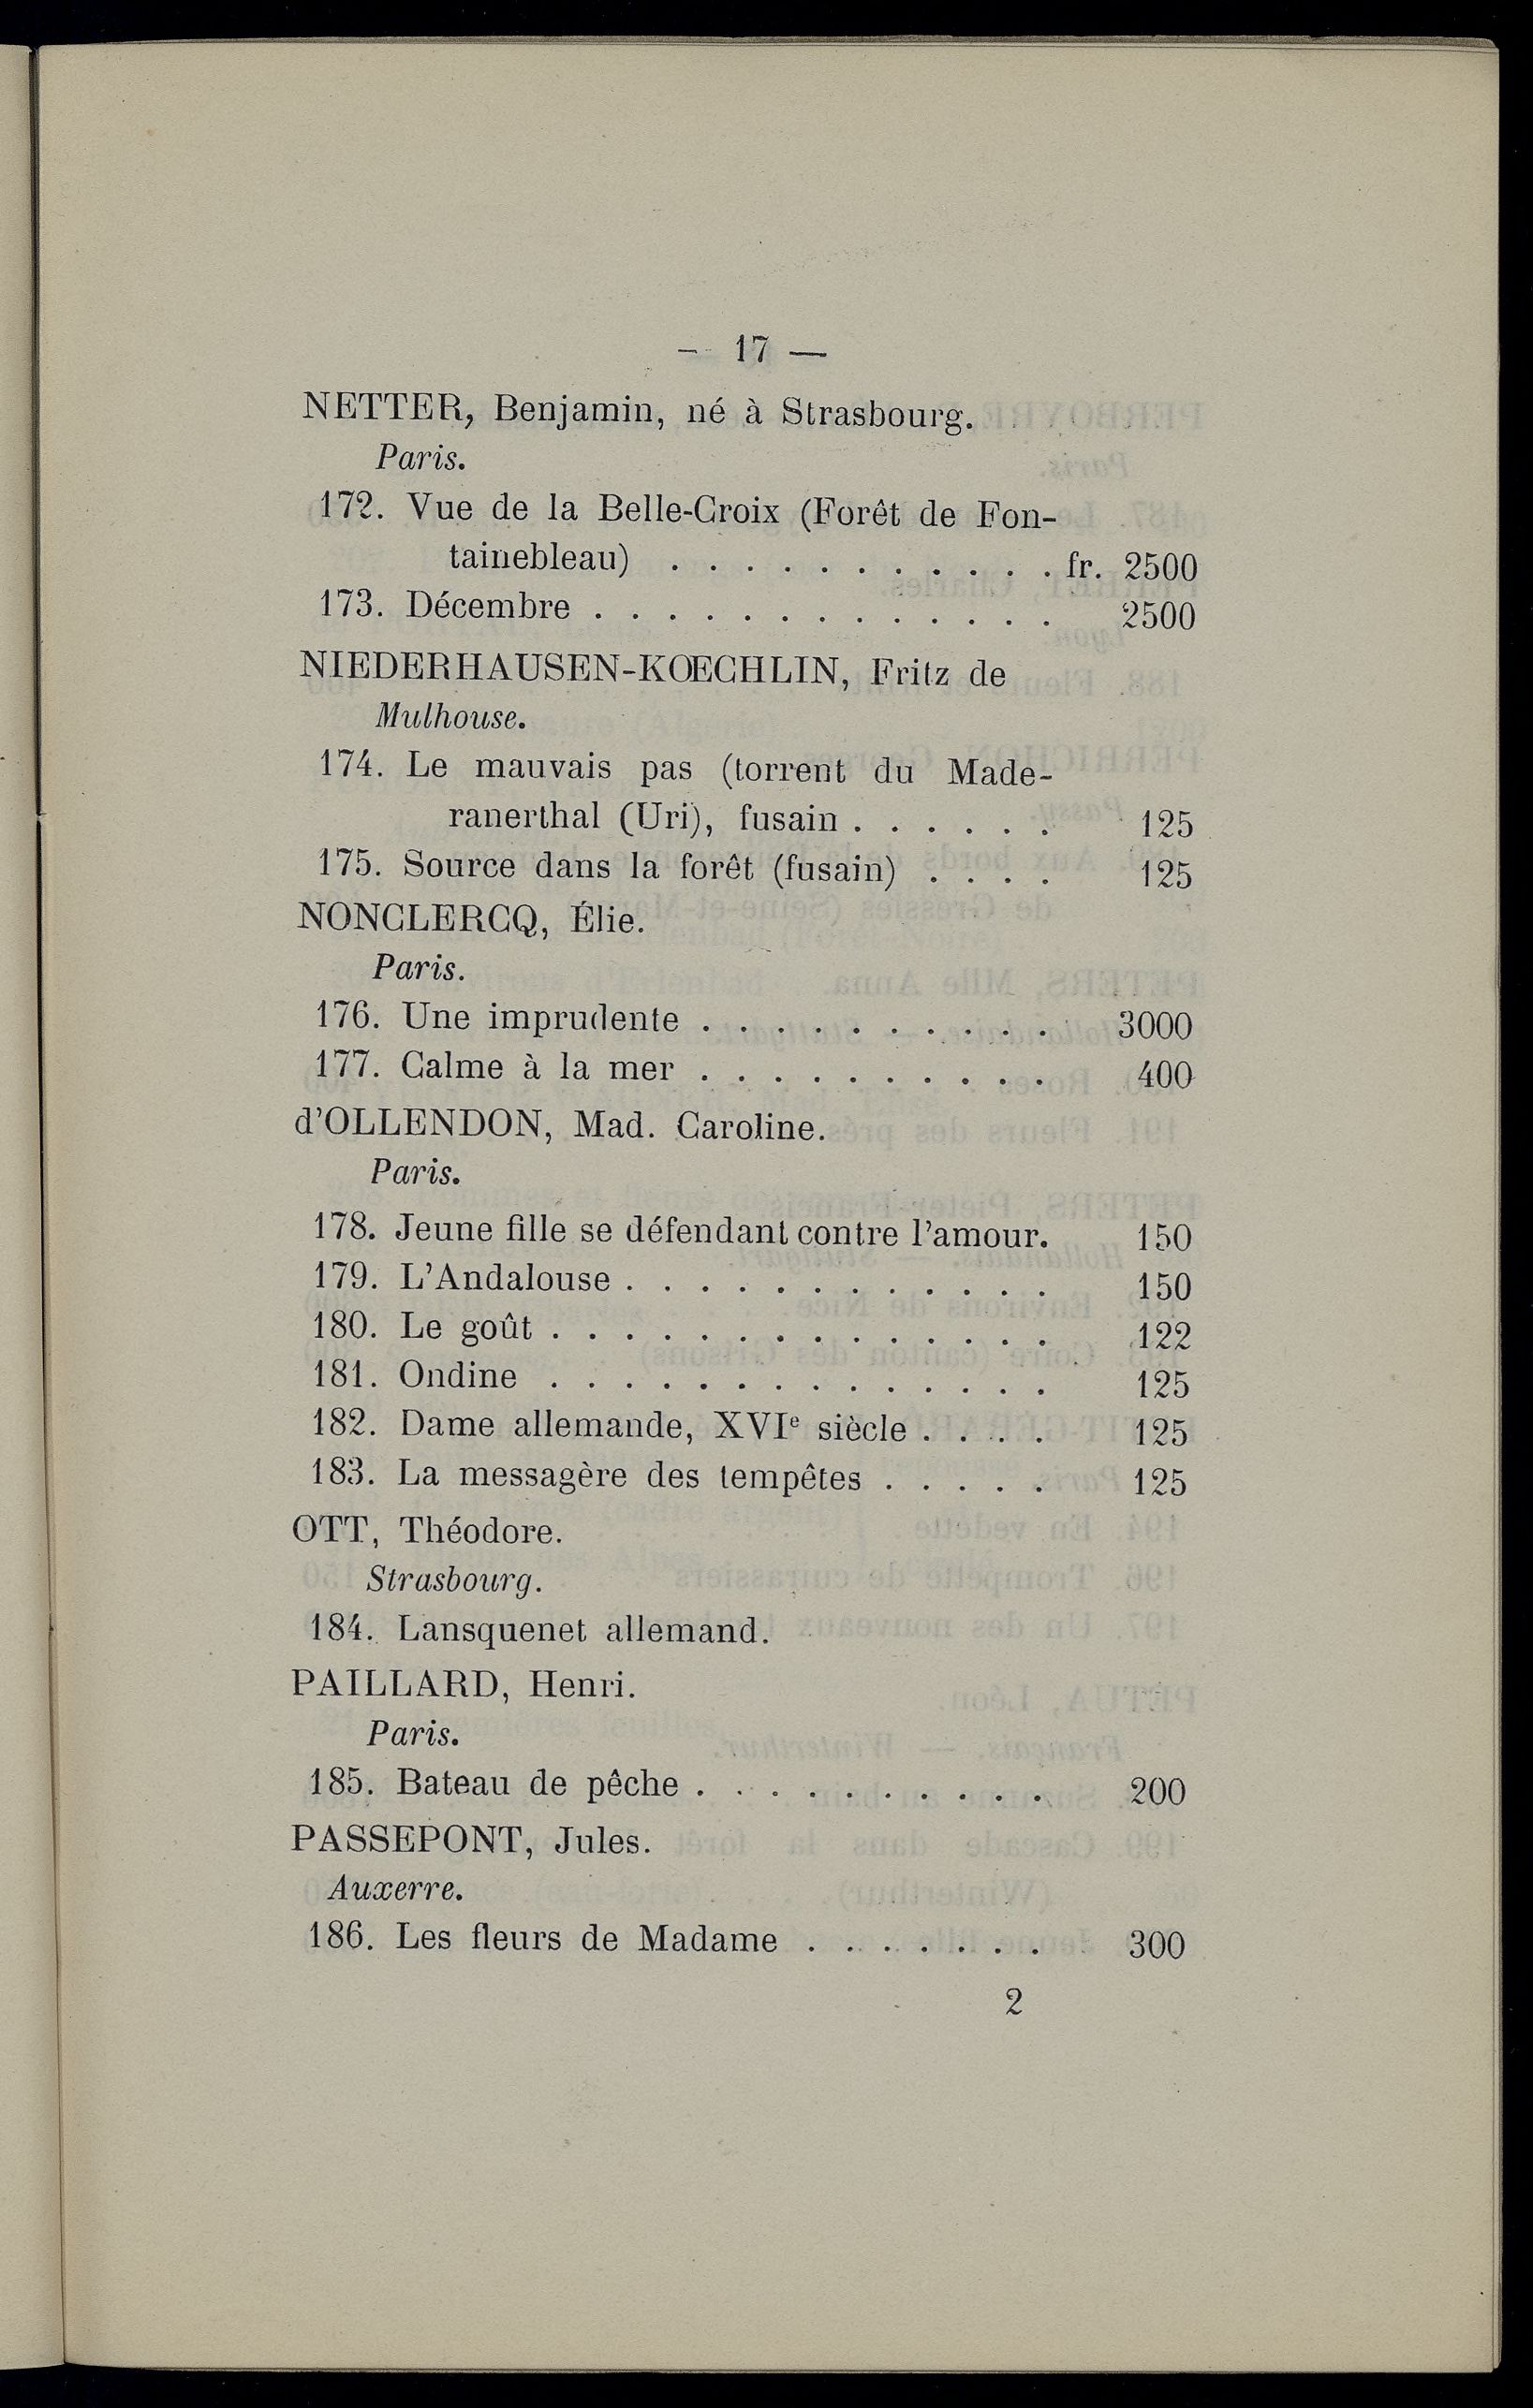 — 17 —
NETTER, Benjamin, né à Strasbourg.
Paris.
172. Vue de la Belle-Croix (Forêt de Fon-
tainebleau) . . . . . . . . . . . fr. 2500
173. Décembre . . . . . . . . . . . . . 2500
NIEDERHAUSEN-KŒCHLIN, Fritz de
Mulhouse.
174. Le mauvais pas (torrent du Made-
ranerthal (Uri), fusain . . . . . . 125
175. Source dans la forêt (fusain) . . . . 125
NONCLERCQ, Élie.
Paris.
176. Une imprudente . . . . . . . . . . 3000
177. Calme à la mer . . . . . . . . . . 400
d'OLLENDON, Mad. Caroline.
Paris.
178. Jeune fille se défendant contre l'amour. 150
179. L'Andalouse . . . . . . . . . . . . 150
180. Le goût . . . . . . . . . . . . . . 122
181. Ondine . . . . . . . . . . . . . . 125
182. Dame allemande, XVIe siècle . . . . 125
183. La messagère des tempêtes . . . . . 125
OTT, Théodore.
Strasbourg.
184. Lansquenet allemand.
PAILLARD, Henri.
Paris.
185. Bateau de pêche . . . . . . . . . . 200
PASSEPONT, Jules.
Auxerre.
186. Les fleurs de Madame . . . . . . . 300
2